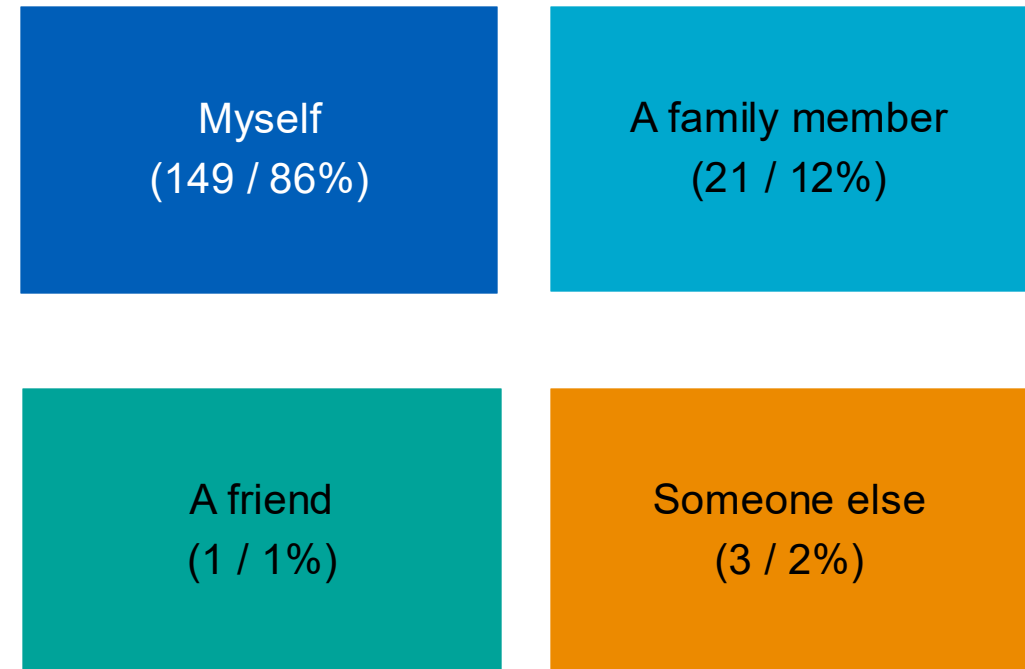 Myself
(149 / 86%)
A family member
(21 / 12%)
A friend
(1 / 1%)
Someone else
(3 / 2%)